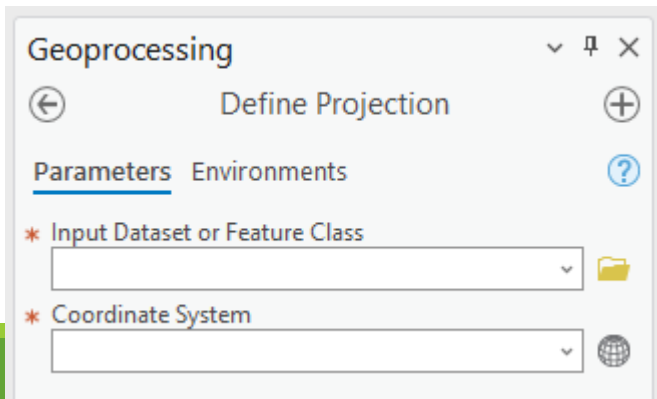 Geoprocessing
Define Projection
Parameters Environments
* Input Dataset or Feature Class
* Coordinate System